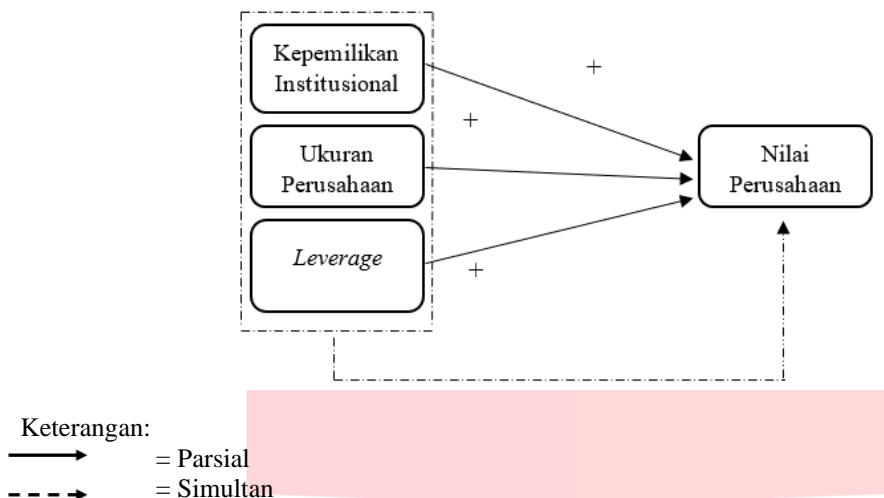 Kepemilikan
Institusional
+
+
Ukuran
Perusahaan
Nilai
Perusahaan
Leverage
+
Keterangan:
= Parsial
= Simultan